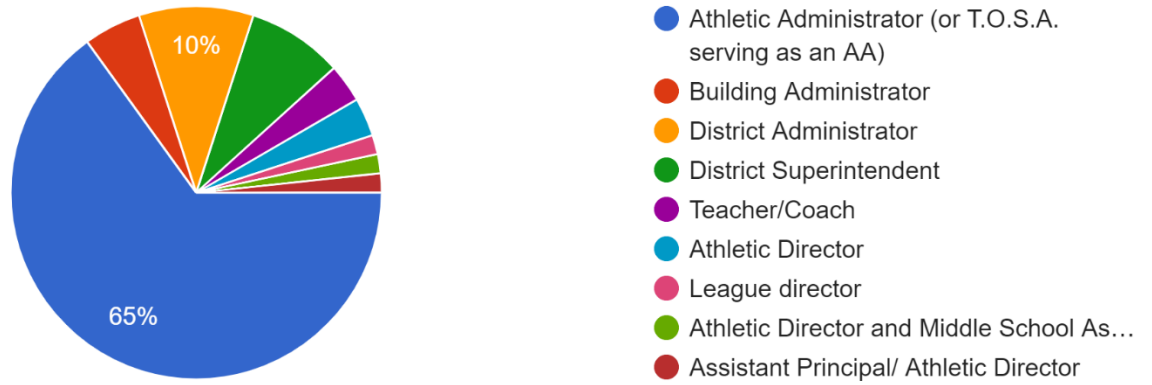 10%
65%
Athletic Administrator (or T.O.S.A.
serving as an AA)
Building Administrator
District Administrator
District Superintendent
Teacher/Coach
Athletic Director
League director
Athletic Director and Middle School As…
Assistant Principal/ Athletic Director